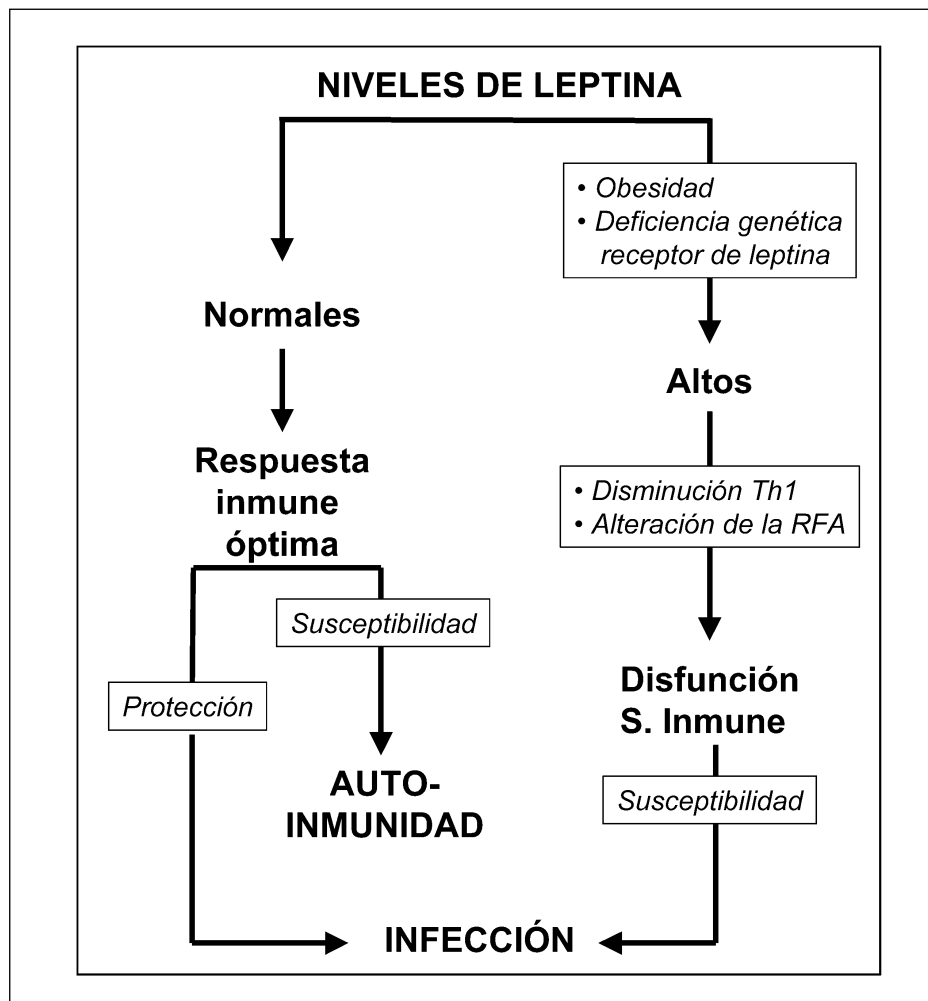 NIVELES DE LEPTINA
• Obesidad
• Deficiencia genética
receptor de leptina
Normales
Altos
Respuesta
inmune
óptima
• Disminución Th1
• Alteración de la RFA
Susceptibilidad
Protección
Disfunción
S. Inmune
AUTO-
INMUNIDAD
Susceptibilidad
INFECCIÓN